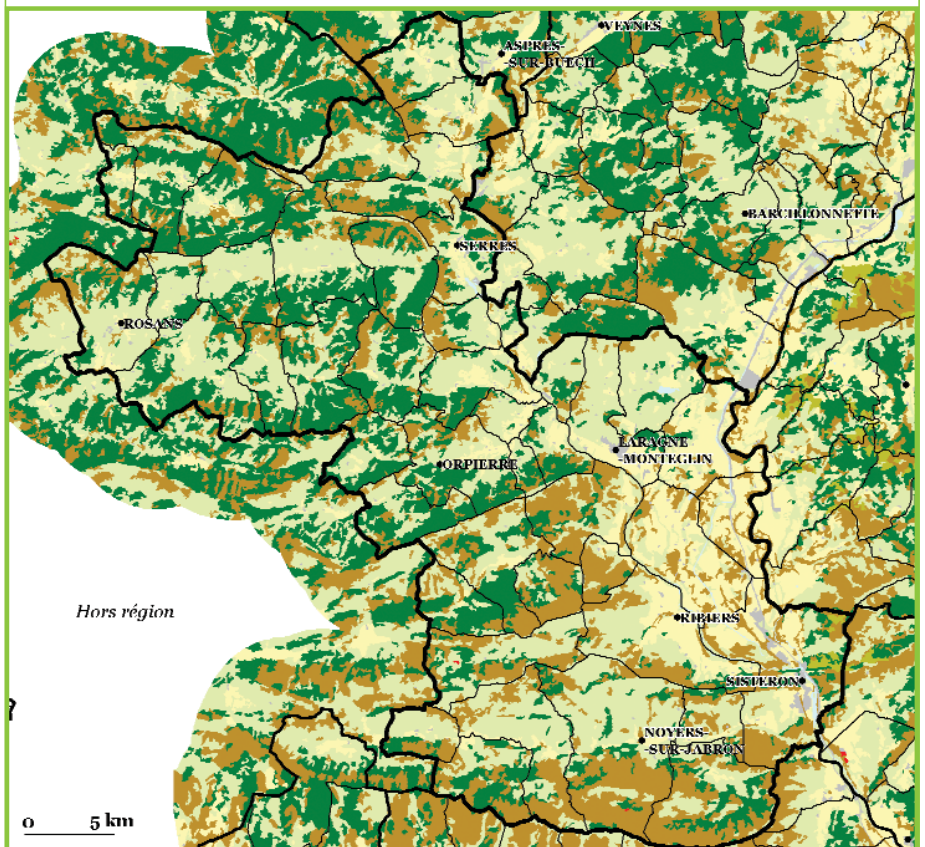 VEYNES
ASPRES-
-SUR-BUËCH
BARCILLONNETTE
SERRES
ROSANS
LARAGNE
-MONTEGLIN
ORPIERRE
Hors région
RIBIERS
SISTERON
NOYERS-
-SUR-JABRON
0 5 km